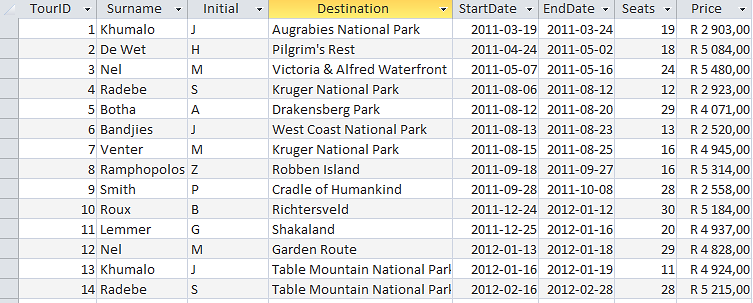 TourID Surname Initial Destination StartDate EndDate Seats Price
1 Khumalo J Augrabies National Park 2011-03-19 2011-03-24 19 R 2 903,00
2 De Wet H Pilgrim's Rest 2011-04-24 2011-05-02 18 R 5 084,00
3 Nel M Victoria & Alfred Waterfront 2011-05-07 2011-05-16 24 R 5 480,00
4 Radebe S Kruger National Park 2011-08-06 2011-08-12 12 R 2 923,00
5 Botha A Drakensberg Park 2011-08-12 2011-08-20 29 R 4 071,00
6 Bandjies J West Coast National Park 2011-08-13 2011-08-23 13 R 2 520,00
7 Venter M Kruger National Park 2011-08-15 2011-08-25 16 R 4 945,00
8 Ramphopolos Z Robben Island 2011-09-18 2011-09-27 16 R 5 314,00
9 Smith P Cradle of Humankind 2011-09-28 2011-10-08 28 R 2 558,00
10 Roux B Richtersveld 2011-12-24 2012-01-12 30 R 5 184,00
11 Lemmer G Shakaland 2011-12-25 2012-01-16 20 R 4 937,00
12 Nel M Garden Route 2012-01-13 2012-01-18 29 R 4 828,00
13 Khumalo J Table Mountain National Park 2012-01-16 2012-01-19 11 R 4 924,00
14 Radebe S Table Mountain National Park 2012-02-16 2012-02-28 28 R 5 215,00